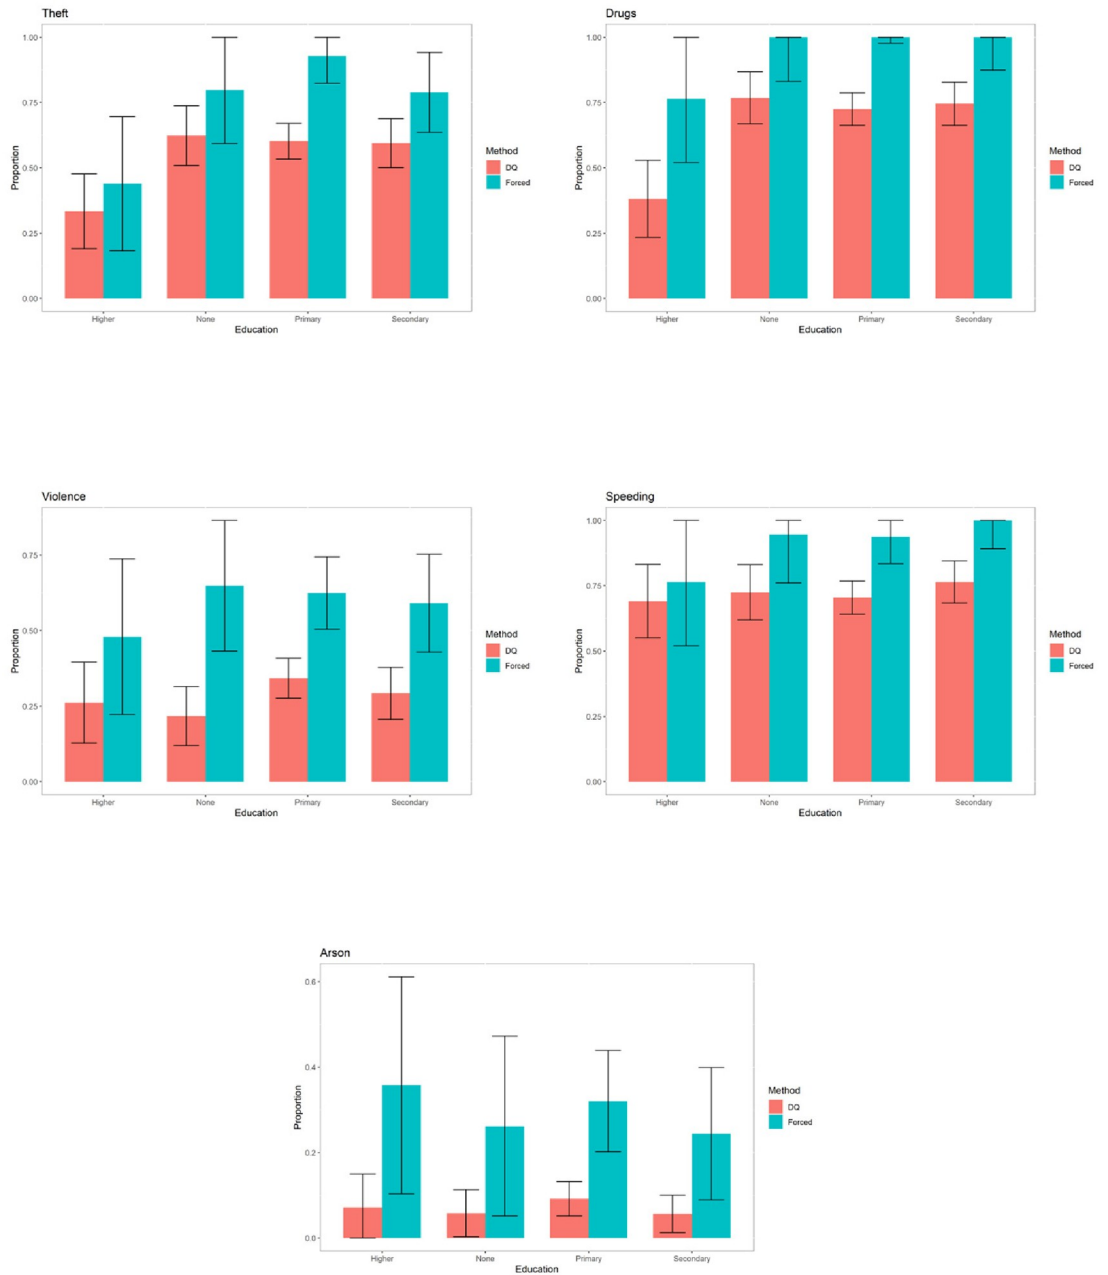 Theft
1.00
0.75
0.50
0.25
0.00
Proportion
Higher None Primary Secondary
Education
Method
DQ
Forced
Drugs
1.00
0.75
0.50
0.25
0.00
Proportion
Higher None Primary Secondary
Education
Method
DQ
Forced
Violence
0.75
0.50
0.25
0.00
Proportion
Higher None Primary Secondary
Education
Method
DQ
Forced
Speeding
1.00
0.75
0.50
0.25
0.00
Proportion
Higher None Primary Secondary
Education
Method
DQ
Forced
Arson
0.6
0.4
0.2
0.0
Proportion
Higher None Primary Secondary
Education
Method
DQ
Forced